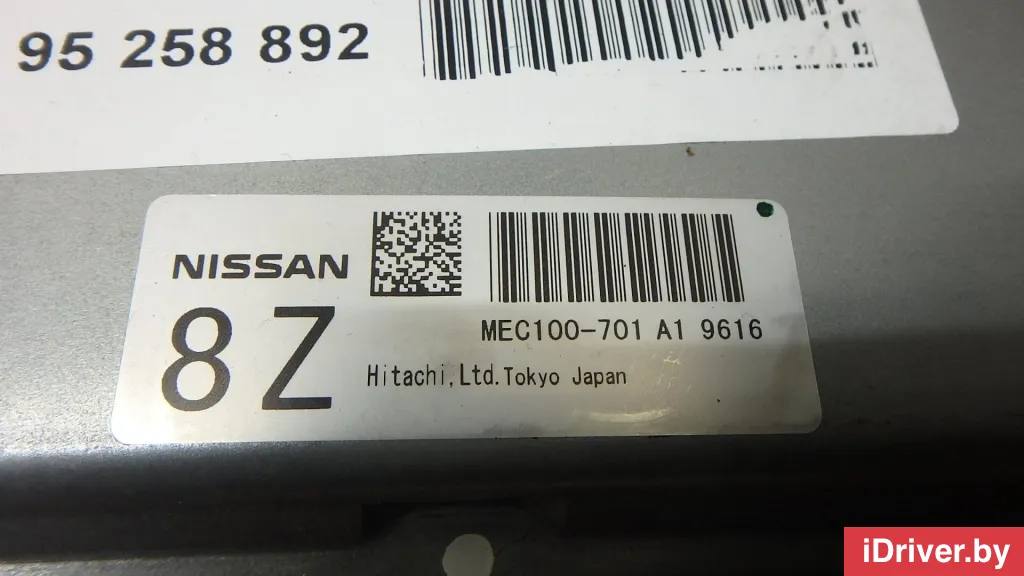 95 258 892
NISSAN
8Z
MEC100-701 A1 9616
Hitachi,Ltd.Tokyo Japan
iDriver.by